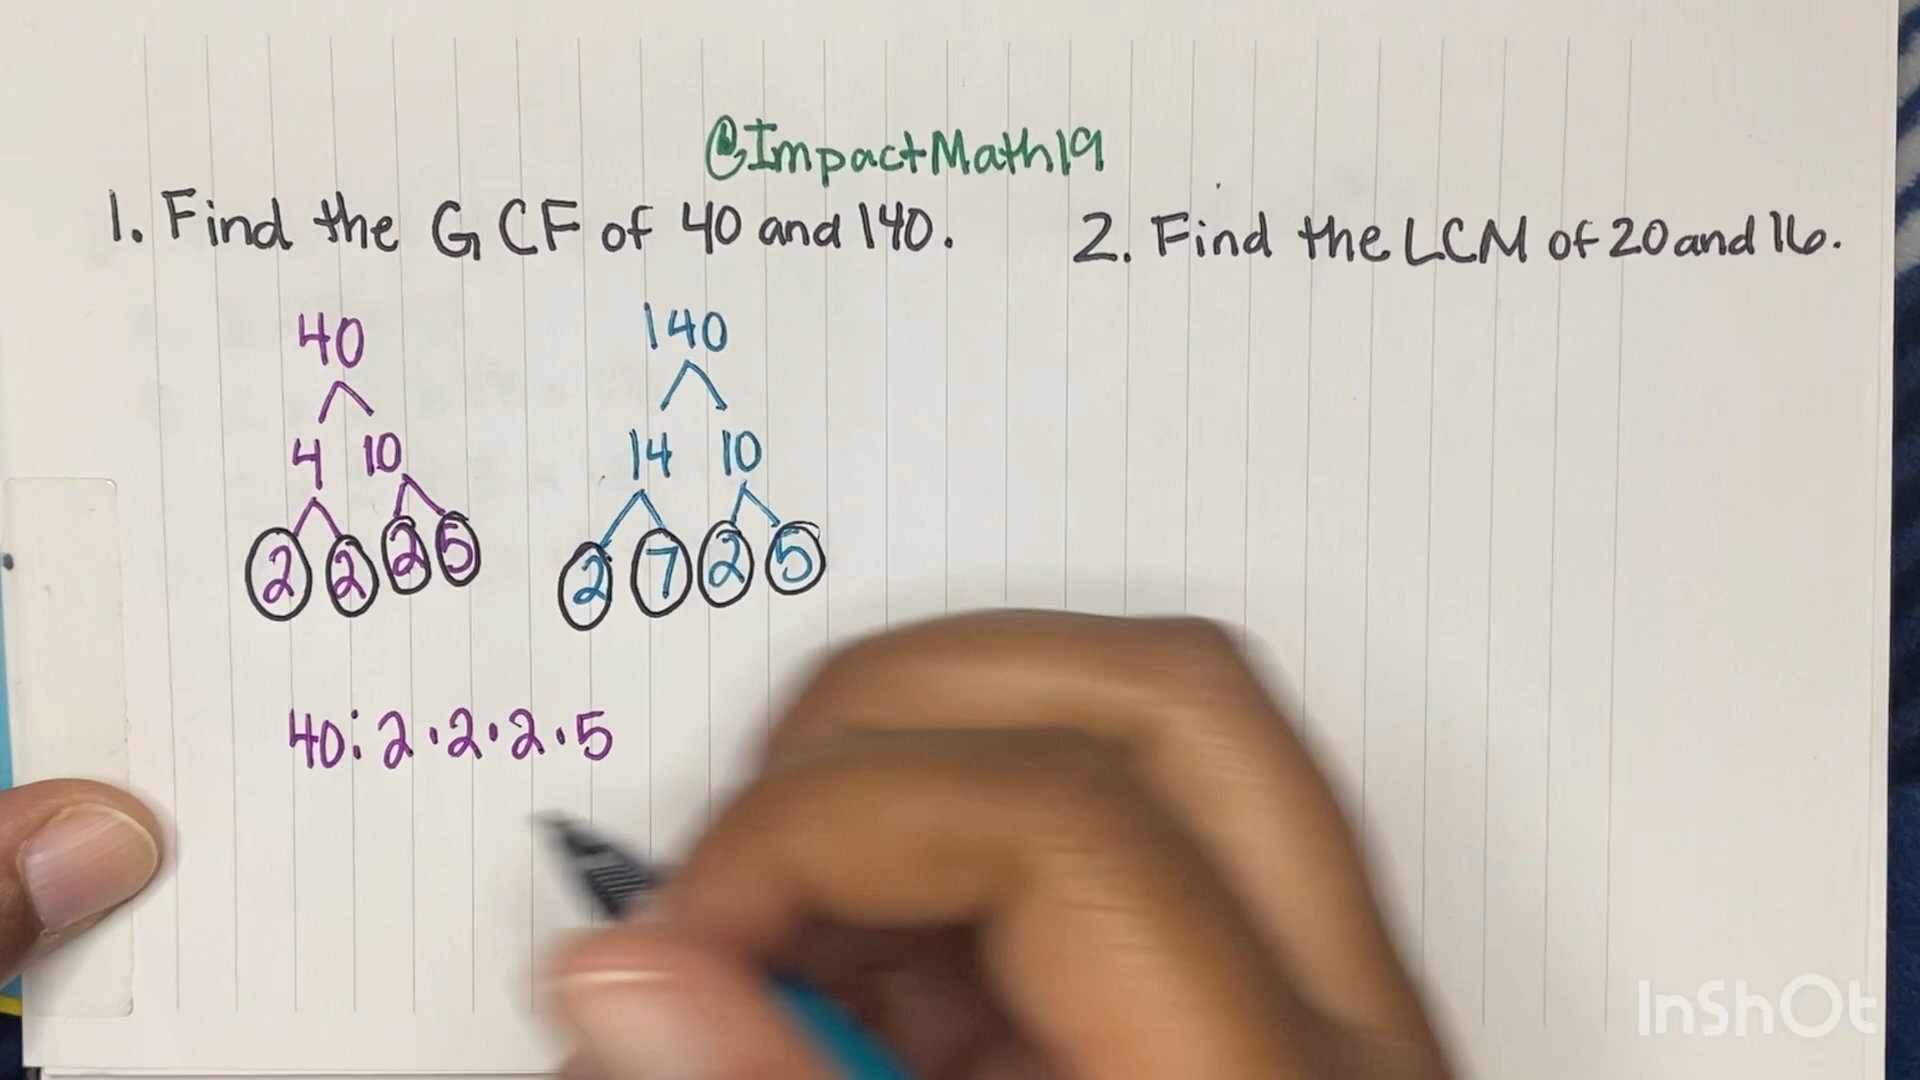 @ImpactMath19
1. Find the GCF of 40 and 140.
2. Find the LCM of 20 and 16.
40
4 10
2 2 2 5
140
14 10
2 7 2 5
40: 2·2·2·5
InShOt